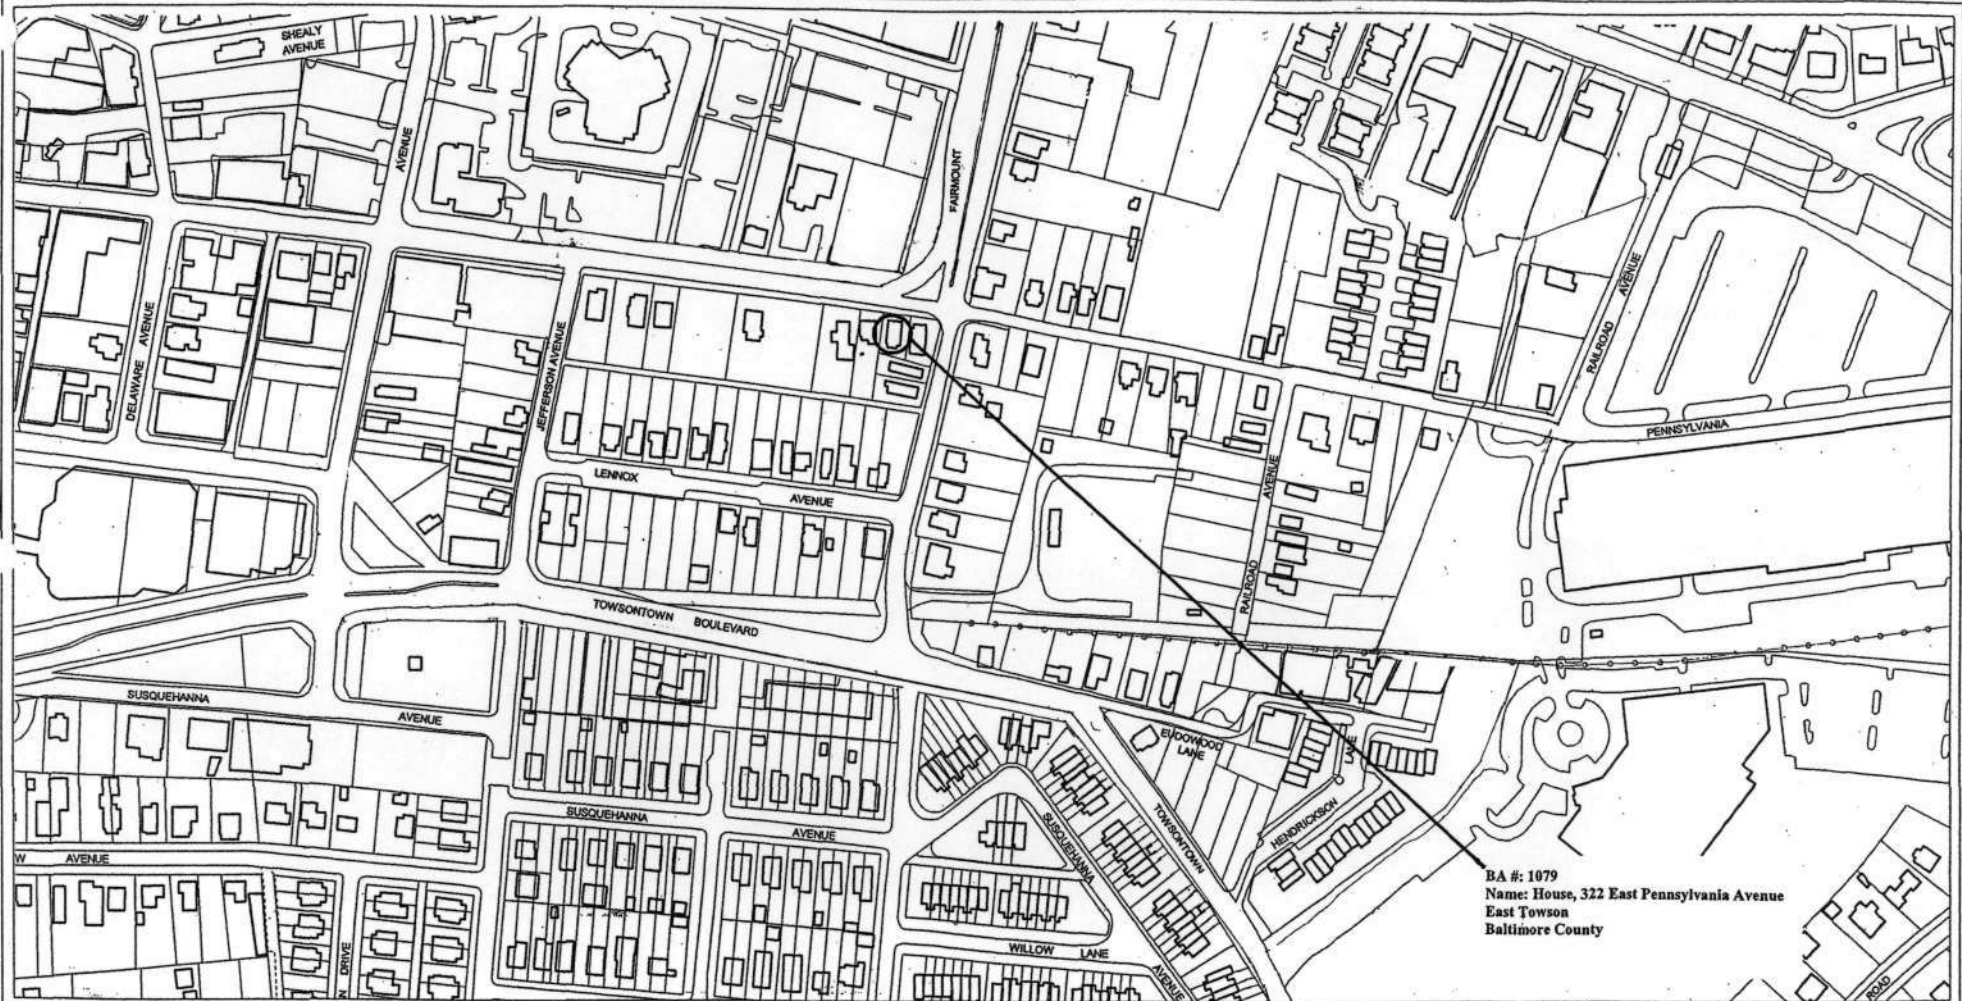 SHEALY
AVENUE
AVENUE
FAIRMOUNT
DELAWARE AVENUE
JEFFERSON AVENUE
RAILROAD AVENUE
PENNSYLVANIA
LENNOX
AVENUE
RAILROAD AVENUE
TOWSONTOWN BOULEVARD
SUSQUEHANNA
AVENUE
EUDOWOOD
LANE
LANE
HENDRICKSON
TOWSONTOWN
SUSQUEHANNA
AVENUE
SUSQUEHANNA
AVENUE
W AVENUE
DRIVE
WILLOW LANE
BA #: 1079
Name: House, 322 East Pennsylvania Avenue
East Towson
Baltimore County
ROAD